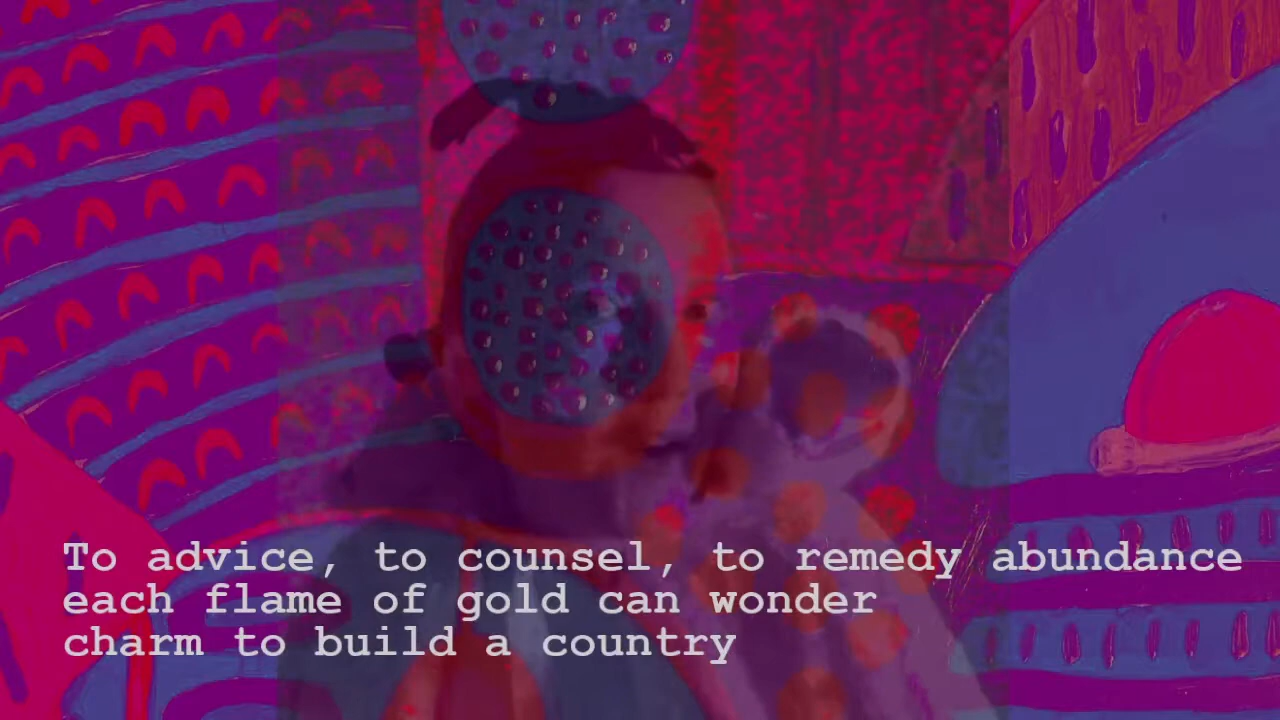 To advice, to counsel, to remedy abundance
each flame of gold can wonder
charm to build a country